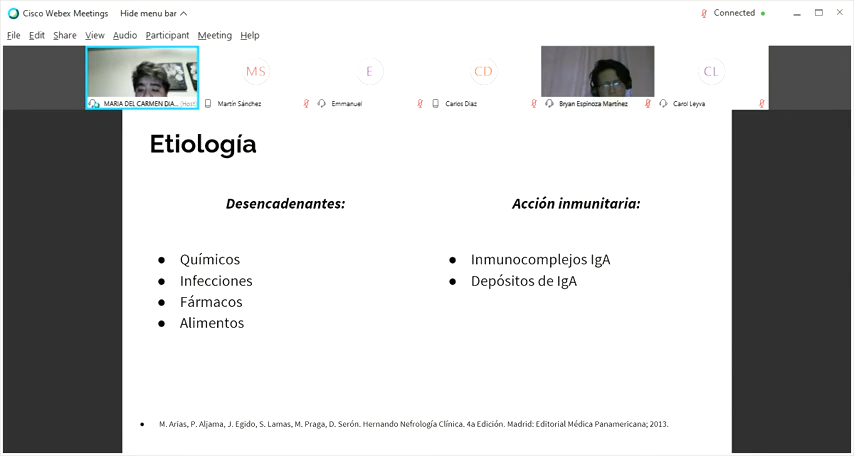 Cisco Webex Meetings Hide menu bar Connected
File Edit Share View Audio Participant Meeting Help
MS E CD CL
MARIA DEL CARMEN DIA... (Host) Martín Sánchez Emmanuel Carlos Díaz Bryan Espinoza Martínez Carol Leyva
Etiología
Desencadenantes: Acción inmunitaria:
● Químicos ● Inmunocomplejos IgA
● Infecciones ● Depósitos de IgA
● Fármacos
● Alimentos
● M. Arias, P. Aljama, J. Egido, S. Lamas, M. Praga, D. Serón. Hernando Nefrología Clínica. 4a Edición. Madrid: Editorial Médica Panamericana; 2013.